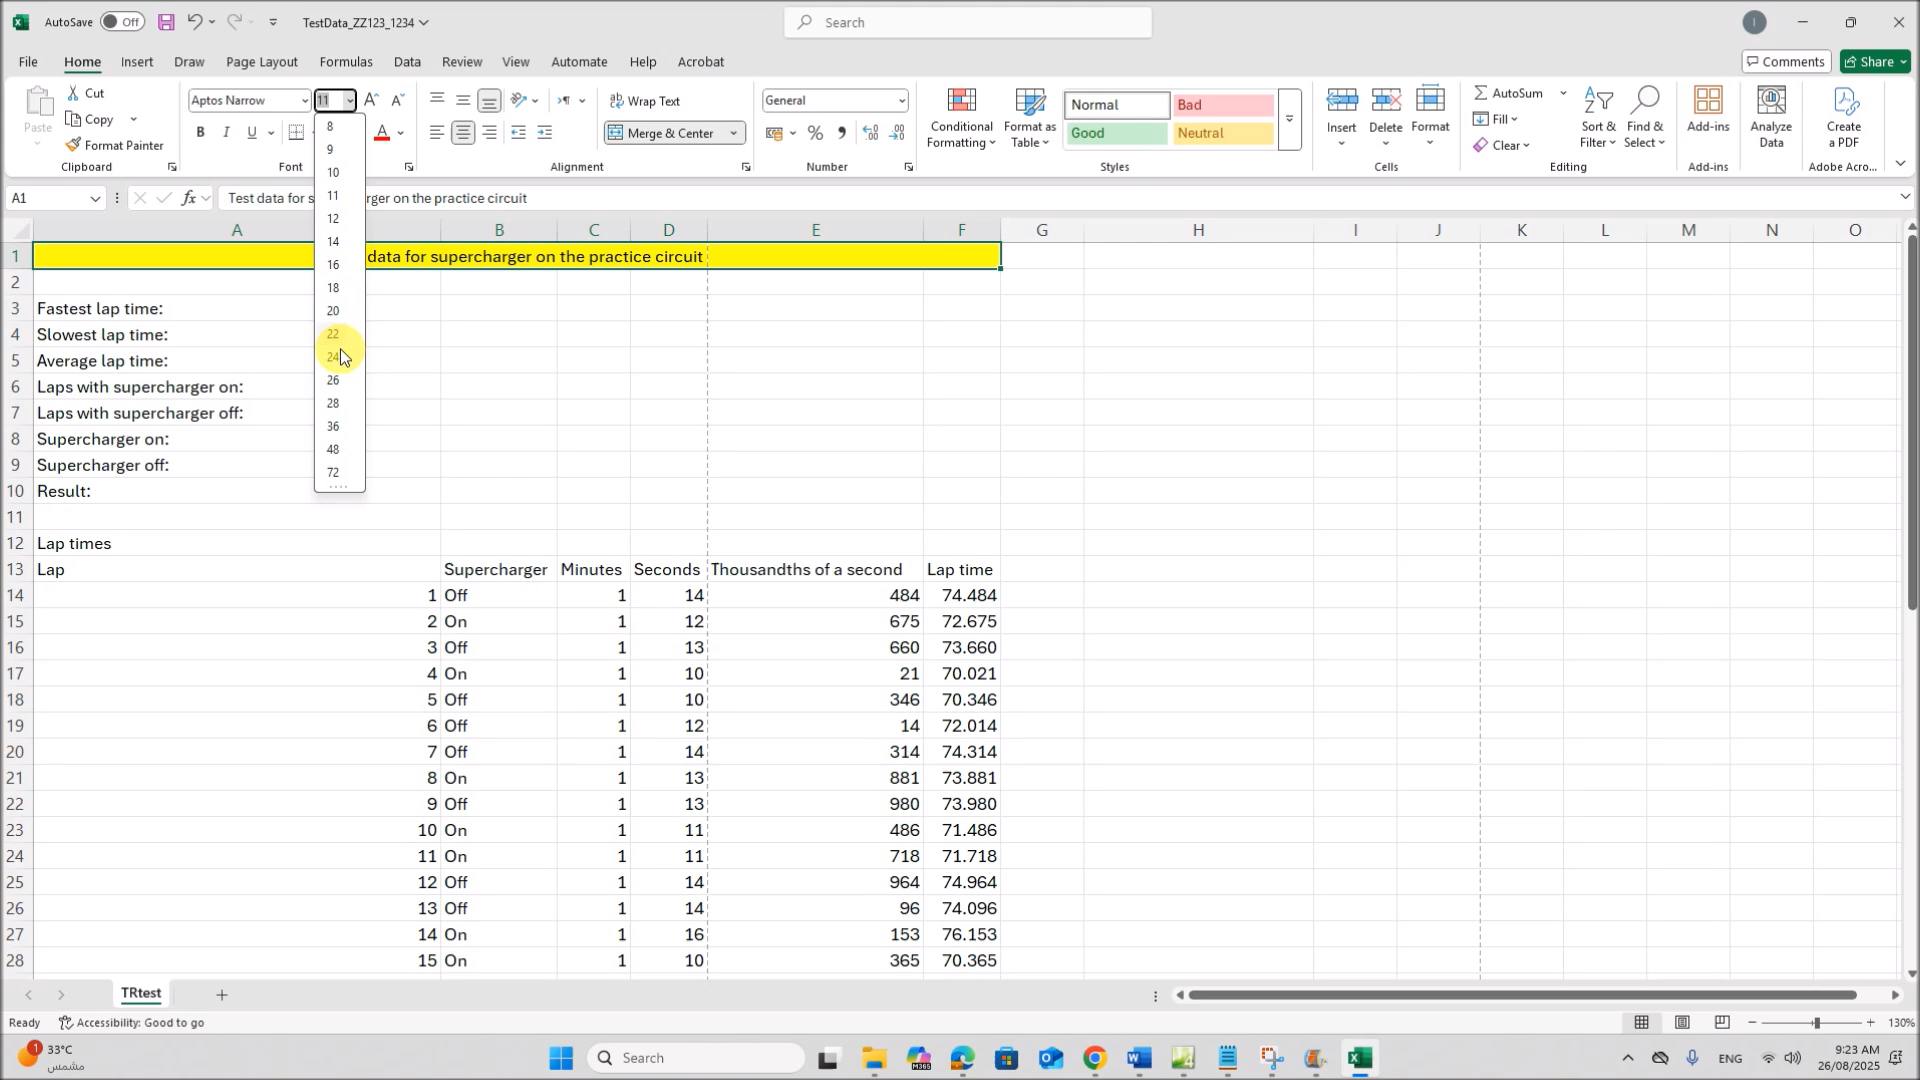 AutoSave Off TestData_ZZ123_1234 Search
File Home Insert Draw Page Layout Formulas Data Review View Automate Help Acrobat Comments Share
Paste Cut Copy Format Painter Clipboard
Aptos Narrow 11 B I U A Font
Wrap Text Merge & Center Alignment
General % Number
Conditional Formatting Format as Table Normal Bad Good Neutral Styles
Insert Delete Format Cells
AutoSum Fill Clear Sort & Filter Find & Select Editing
Add-ins Add-ins
Analyze Data
Create a PDF Adobe Acro...
8
9
10
11
12
14
16
18
20
22
24
26
28
36
48
72
A1 fx Test data for s rger on the practice circuit
A B C D E F G H I J K L M N O
1 data for supercharger on the practice circuit
2
3 Fastest lap time:
4 Slowest lap time:
5 Average lap time:
6 Laps with supercharger on:
7 Laps with supercharger off:
8 Supercharger on:
9 Supercharger off:
10 Result:
11
12 Lap times
13 Lap Supercharger Minutes Seconds Thousandths of a second Lap time
14 1 Off 1 14 484 74.484
15 2 On 1 12 675 72.675
16 3 Off 1 13 660 73.660
17 4 On 1 10 21 70.021
18 5 Off 1 10 346 70.346
19 6 Off 1 12 14 72.014
20 7 Off 1 14 314 74.314
21 8 On 1 13 881 73.881
22 9 Off 1 13 980 73.980
23 10 On 1 11 486 71.486
24 11 On 1 11 718 71.718
25 12 Off 1 14 964 74.964
26 13 Off 1 14 96 74.096
27 14 On 1 16 153 76.153
28 15 On 1 10 365 70.365
TRtest
Ready Accessibility: Good to go 130%
1 33°C
مشمس
Search
ENG
9:23 AM
26/08/2025